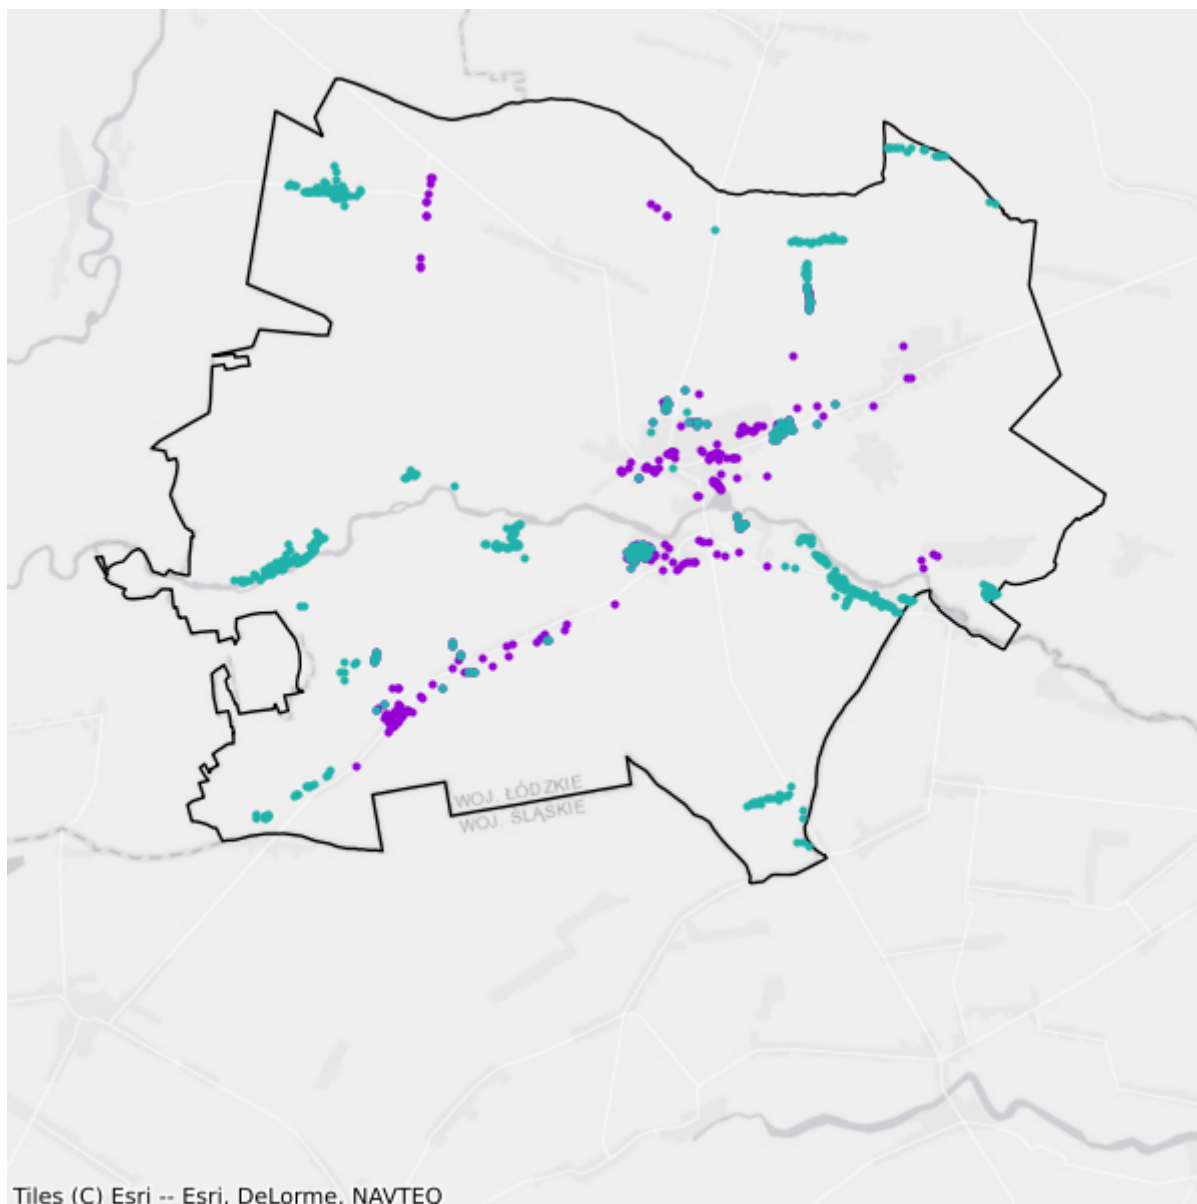 WOJ. ŁÓDZKIE
WOJ. ŚLĄSKIE
Tiles (C) Esri -- Esri, DeLorme, NAVTEQ